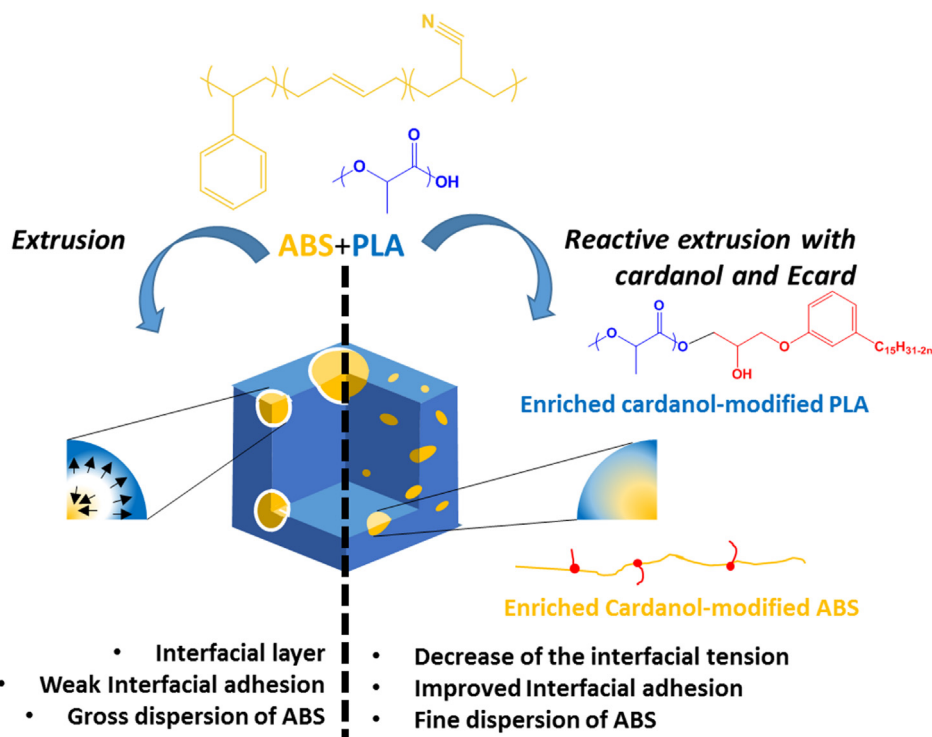 N
O
O
OH
Extrusion
ABS+PLA
Reactive extrusion with
cardanol and Ecard
O
O
O
O
OH
C15H31-2n
Enriched cardanol-modified PLA
Enriched Cardanol-modified ABS
• Interfacial layer
• Weak Interfacial adhesion
• Gross dispersion of ABS
• Decrease of the interfacial tension
• Improved Interfacial adhesion
• Fine dispersion of ABS